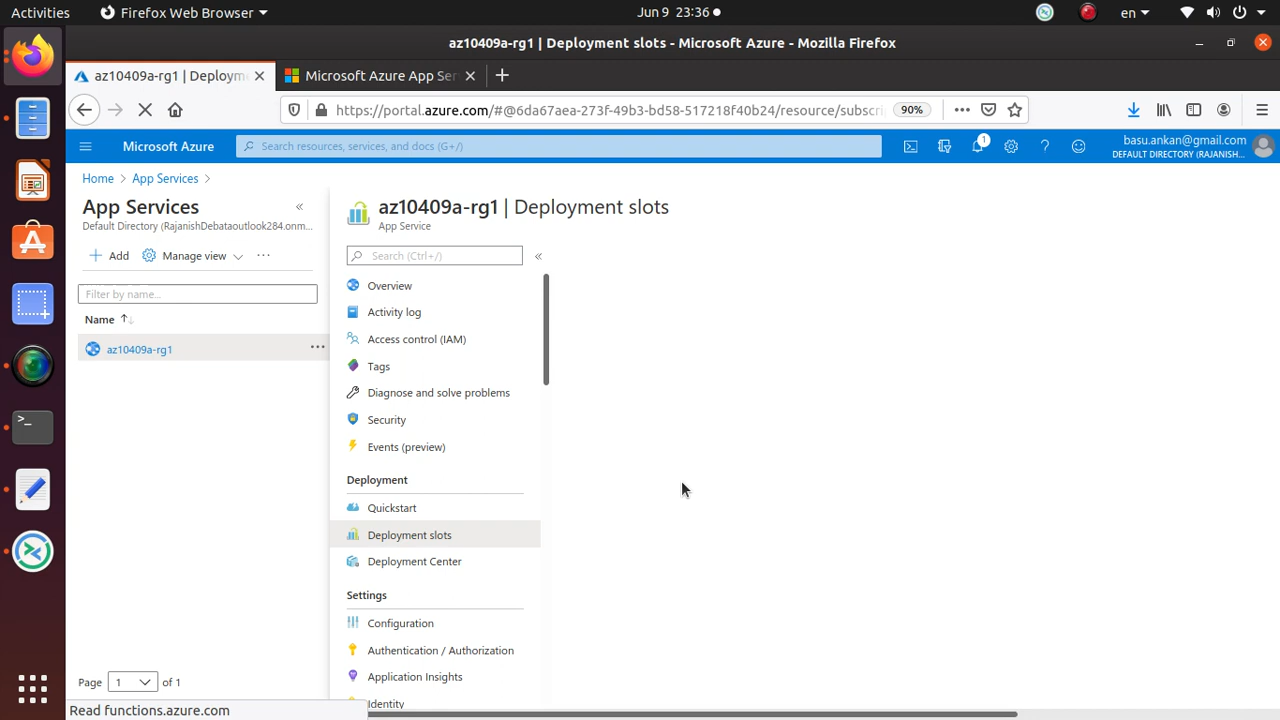 Activities
Firefox Web Browser
Jun 9 23:36
en
az10409a-rg1 | Deployment slots - Microsoft Azure - Mozilla Firefox
az10409a-rg1 | Deploym
Microsoft Azure App Ser
https://portal.azure.com/#@6da67aea-273f-49b3-bd58-517218f40b24/resource/subscri
90%
Microsoft Azure
Search resources, services, and docs (G+/)
1
basu.ankan@gmail.com
DEFAULT DIRECTORY (RAJANISH...
Home
App Services
App Services
Default Directory (RajanishDebataoutlook284.onm...
Add
Manage view
Filter by name...
Name
az10409a-rg1
Page
1
of 1
az10409a-rg1 | Deployment slots
App Service
Search (Ctrl+/)
Overview
Activity log
Access control (IAM)
Tags
Diagnose and solve problems
Security
Events (preview)
Deployment
Quickstart
Deployment slots
Deployment Center
Settings
Configuration
Authentication / Authorization
Application Insights
Identity
Read functions.azure.com